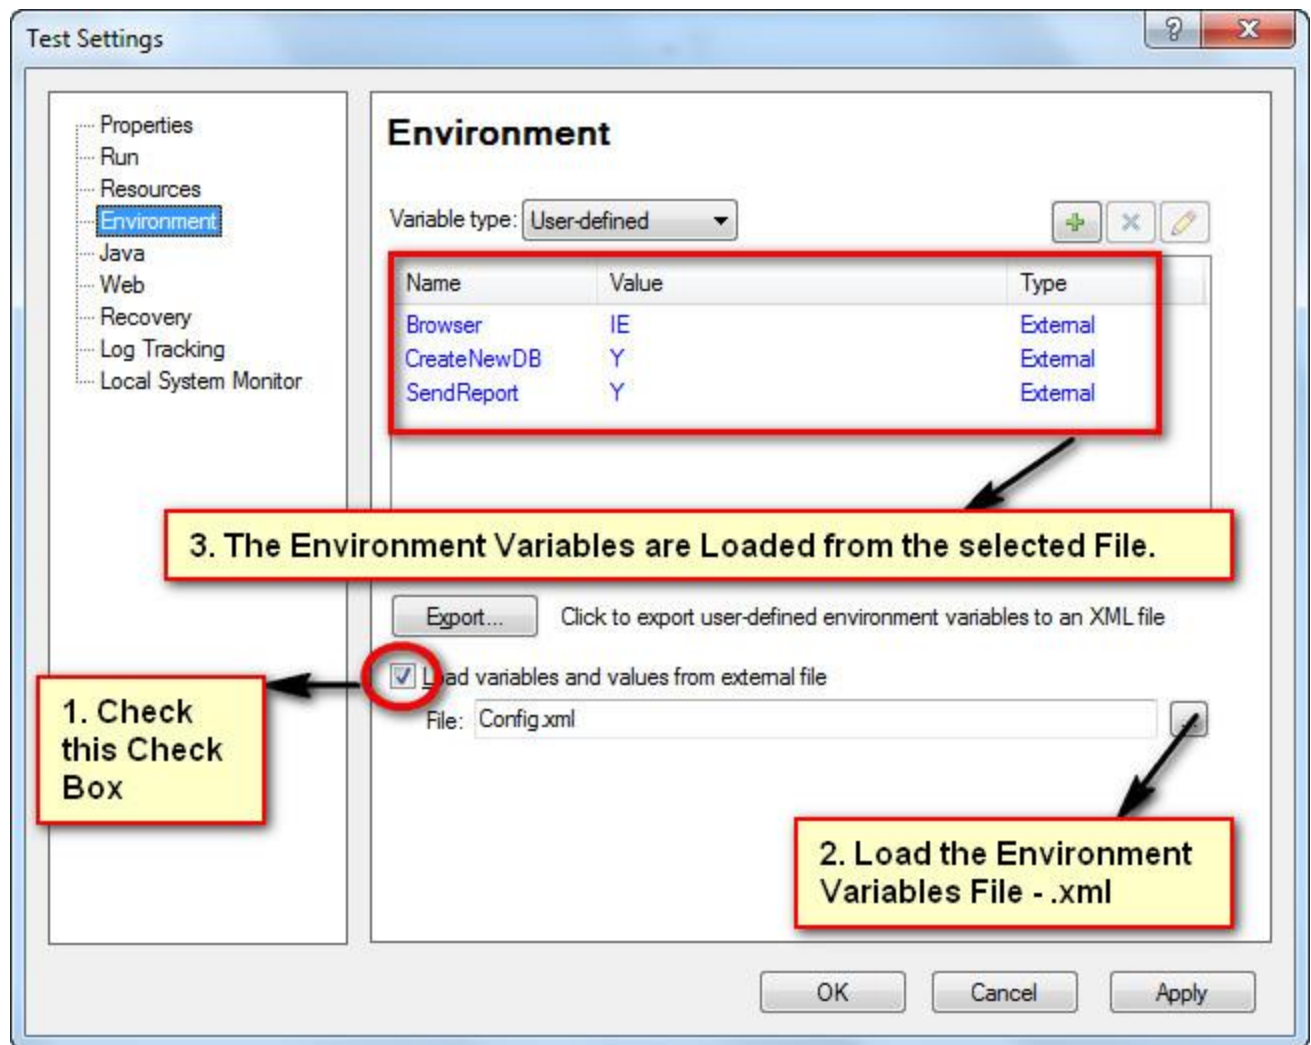 Test Settings
Properties
Run
Resources
Environment
Java
Web
Recovery
Log Tracking
Local System Monitor
Environment
Variable type: User-defined
Name Value Type
Browser IE External
CreateNewDB Y External
SendReport Y External
3. The Environment Variables are Loaded from the selected File.
Export... Click to export user-defined environment variables to an XML file
Load variables and values from external file
File: Config.xml
...
1. Check
this Check
Box
2. Load the Environment
Variables File - .xml
OK Cancel Apply